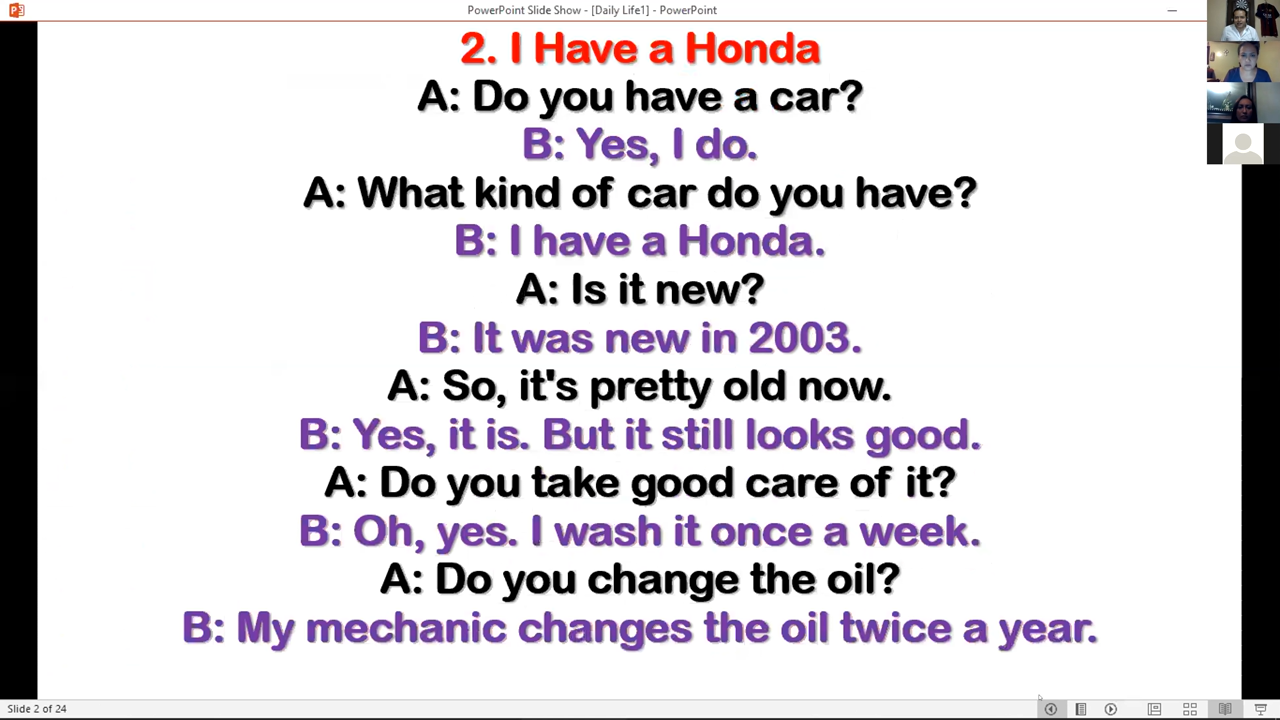 PowerPoint Slide Show - [Daily Life1] - PowerPoint
2. I Have a Honda
A: Do you have a car?
B: Yes, I do.
A: What kind of car do you have?
B: I have a Honda.
A: Is it new?
B: It was new in 2003.
A: So, it's pretty old now.
B: Yes, it is. But it still looks good.
A: Do you take good care of it?
B: Oh, yes. I wash it once a week.
A: Do you change the oil?
B: My mechanic changes the oil twice a year.
Slide 2 of 24